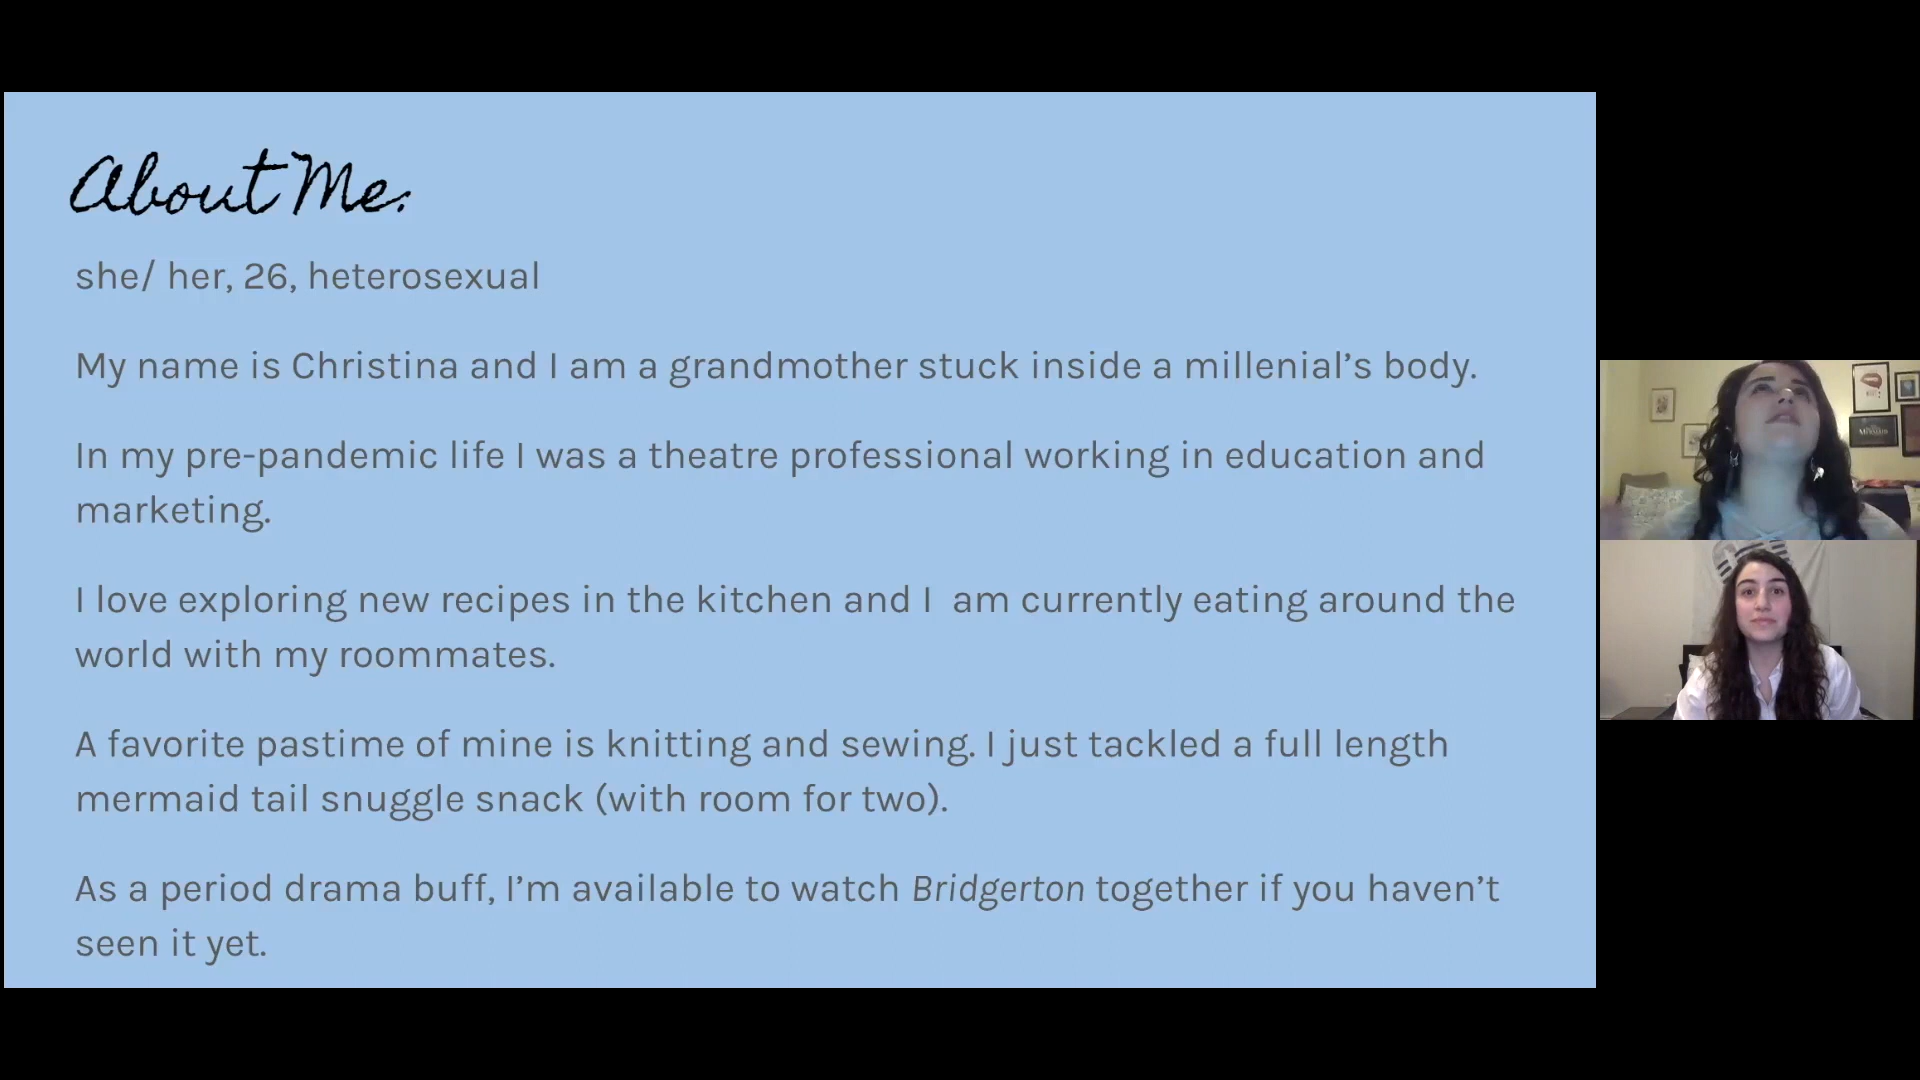 About Me:
she/ her, 26, heterosexual
My name is Christina and I am a grandmother stuck inside a millenial’s body.
In my pre-pandemic life I was a theatre professional working in education and
marketing.
I love exploring new recipes in the kitchen and I  am currently eating around the
world with my roommates.
A favorite pastime of mine is knitting and sewing. I just tackled a full length
mermaid tail snuggle snack (with room for two).
As a period drama buff, I’m available to watch Bridgerton together if you haven’t
seen it yet.